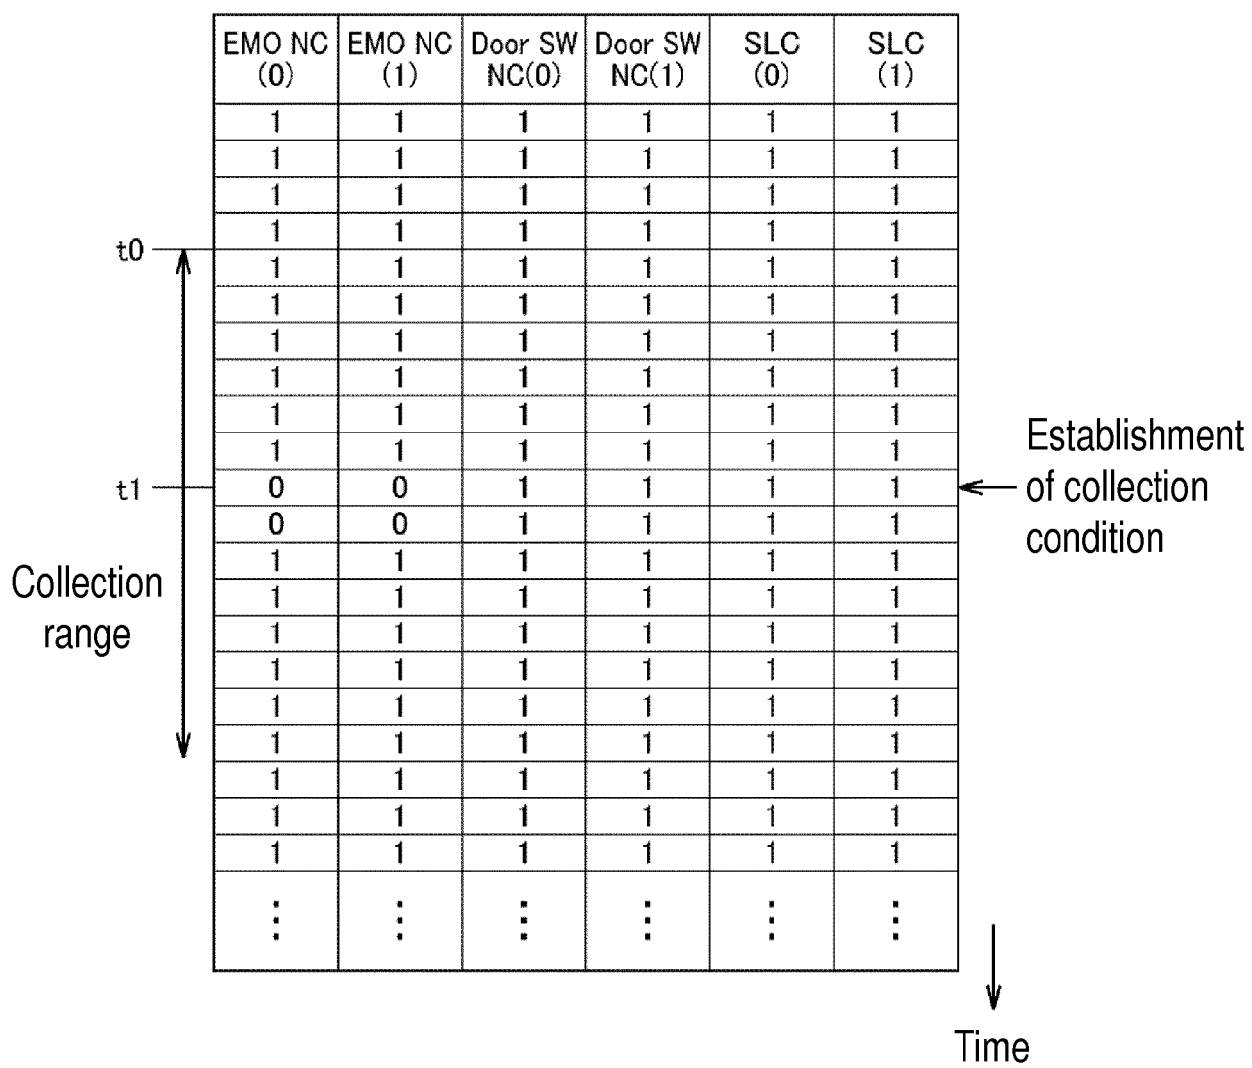 EMO NC EMO NC Door SW Door SW SLC SLC
(0) (1) NC(0) NC(1) (0) (1)
1 1 1 1 1 1
1 1 1 1 1 1
1 1 1 1 1 1
1 1 1 1 1 1
t0
1 1 1 1 1 1
1 1 1 1 1 1
1 1 1 1 1 1
1 1 1 1 1 1
1 1 1 1 1 1
1 1 1 1 1 1
t1 0 0 1 1 1 1
0 0 1 1 1 1
1 1 1 1 1 1
1 1 1 1 1 1
1 1 1 1 1 1
1 1 1 1 1 1
1 1 1 1 1 1
1 1 1 1 1 1
1 1 1 1 1 1
1 1 1 1 1 1
1 1 1 1 1 1
⋮ ⋮ ⋮ ⋮ ⋮ ⋮
Collection
range
Establishment
of collection
condition
Time